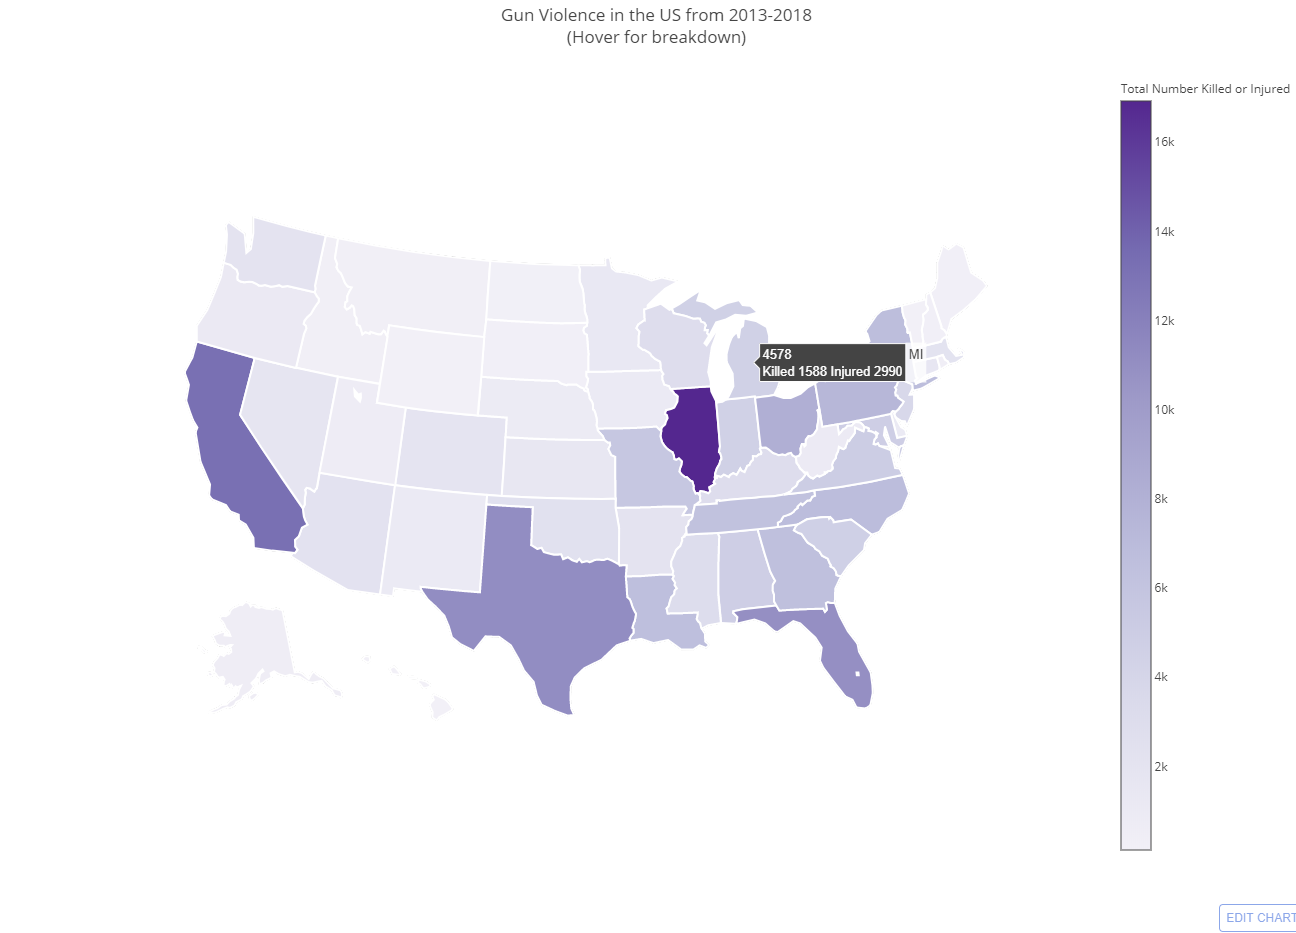 Gun Violence in the US from 2013-2018
(Hover for breakdown)
Total Number Killed or Injured
16k
14k
12k
10k
8k
6k
4k
2k
4578
Killed 1588 Injured 2990
MI
EDIT CHART